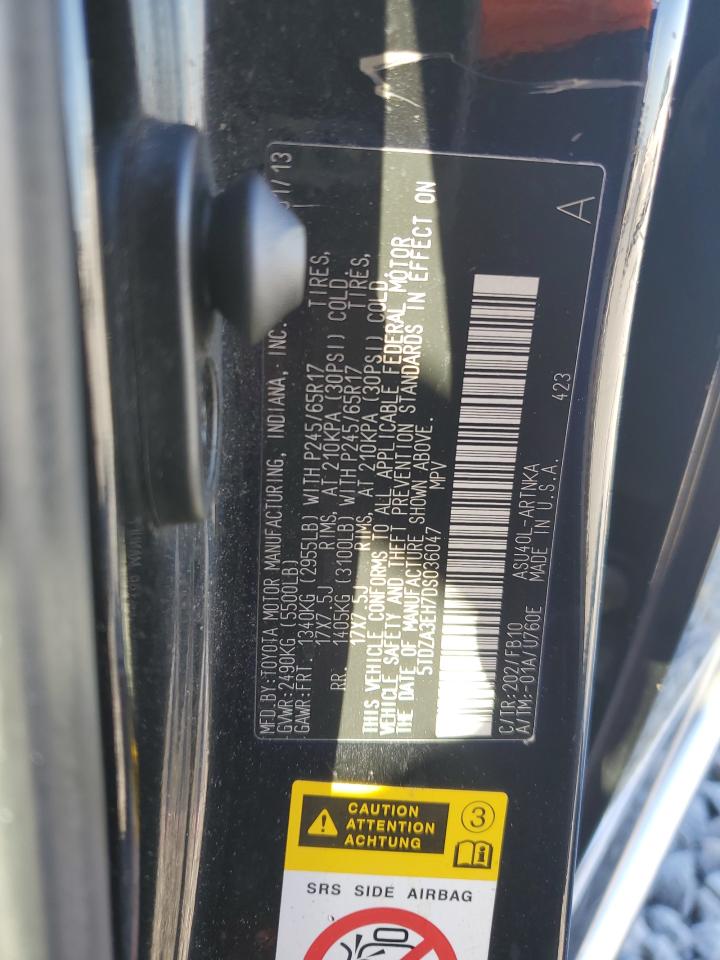 MFD.BY:TOYOTA MOTOR MANUFACTURING, INDIANA, INC. 01/13
GVWR:2490KG (5500LB)
GAWR:FRT. 1340KG (2955LB) WITH P245/65R17 TIRES,
17X7.5J RIMS, AT 210KPA (30PSI) COLD.
RR. 1405KG (3100LB) WITH P245/65R17 TIRES,
17X7.5J RIMS, AT 210KPA (30PSI) COLD.
THIS VEHICLE CONFORMS TO ALL APPLICABLE FEDERAL MOTOR
VEHICLE SAFETY AND THEFT PREVENTION STANDARDS IN EFFECT ON
THE DATE OF MANUFACTURE SHOWN ABOVE.
5TDZA3EH7DS036047 MPV
C/TR:202/FB10 ASU40L-ARTNKA 423
A/TM:-01A/U760E MADE IN U.S.A.
A
CAUTION
ATTENTION
ACHTUNG
3
SRS SIDE AIRBAG